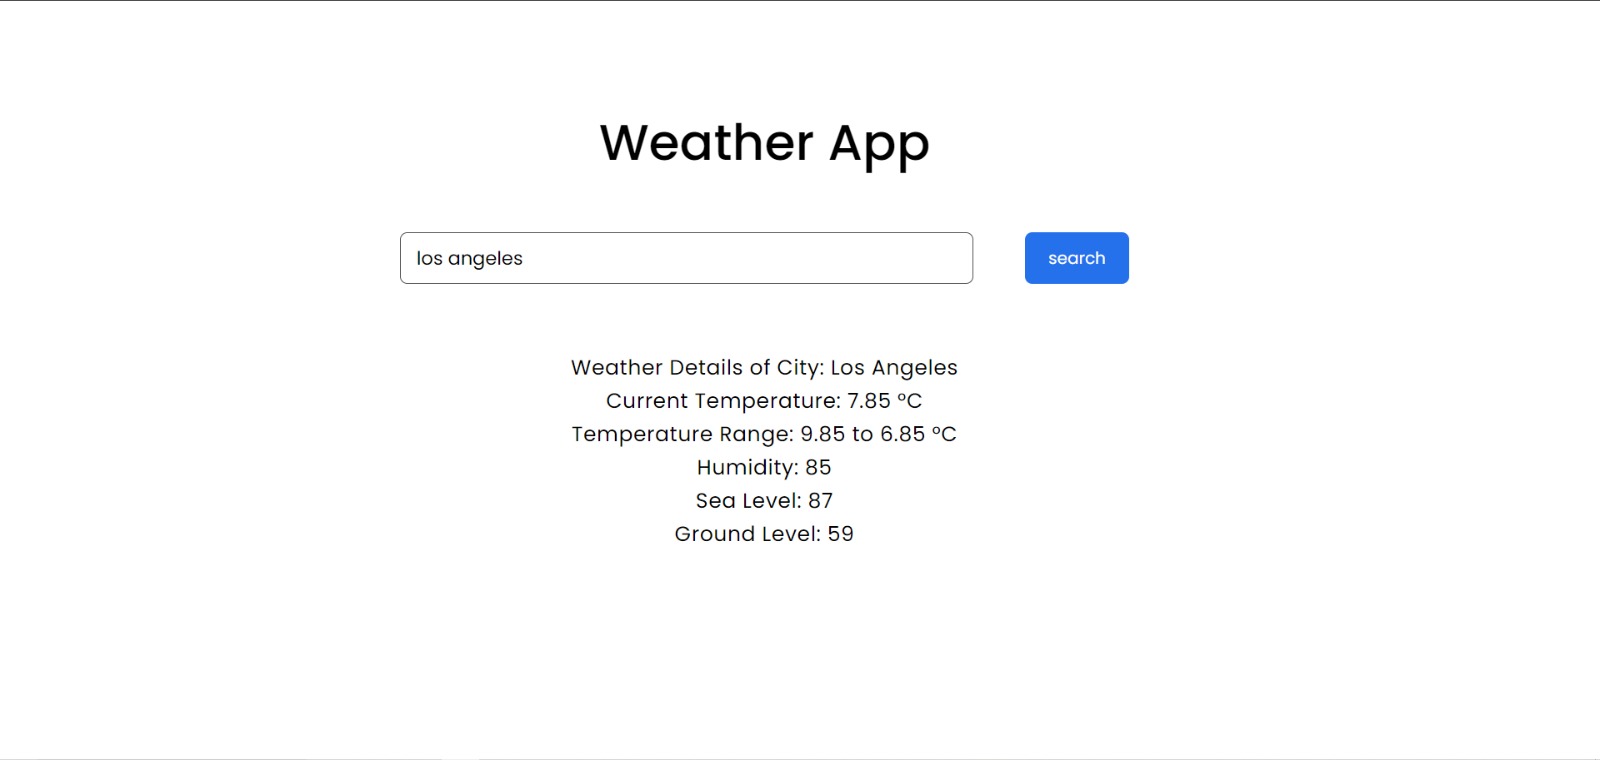 Weather App
los angeles
search
Weather Details of City: Los Angeles
Current Temperature: 7.85 °C
Temperature Range: 9.85 to 6.85 °C
Humidity: 85
Sea Level: 87
Ground Level: 59